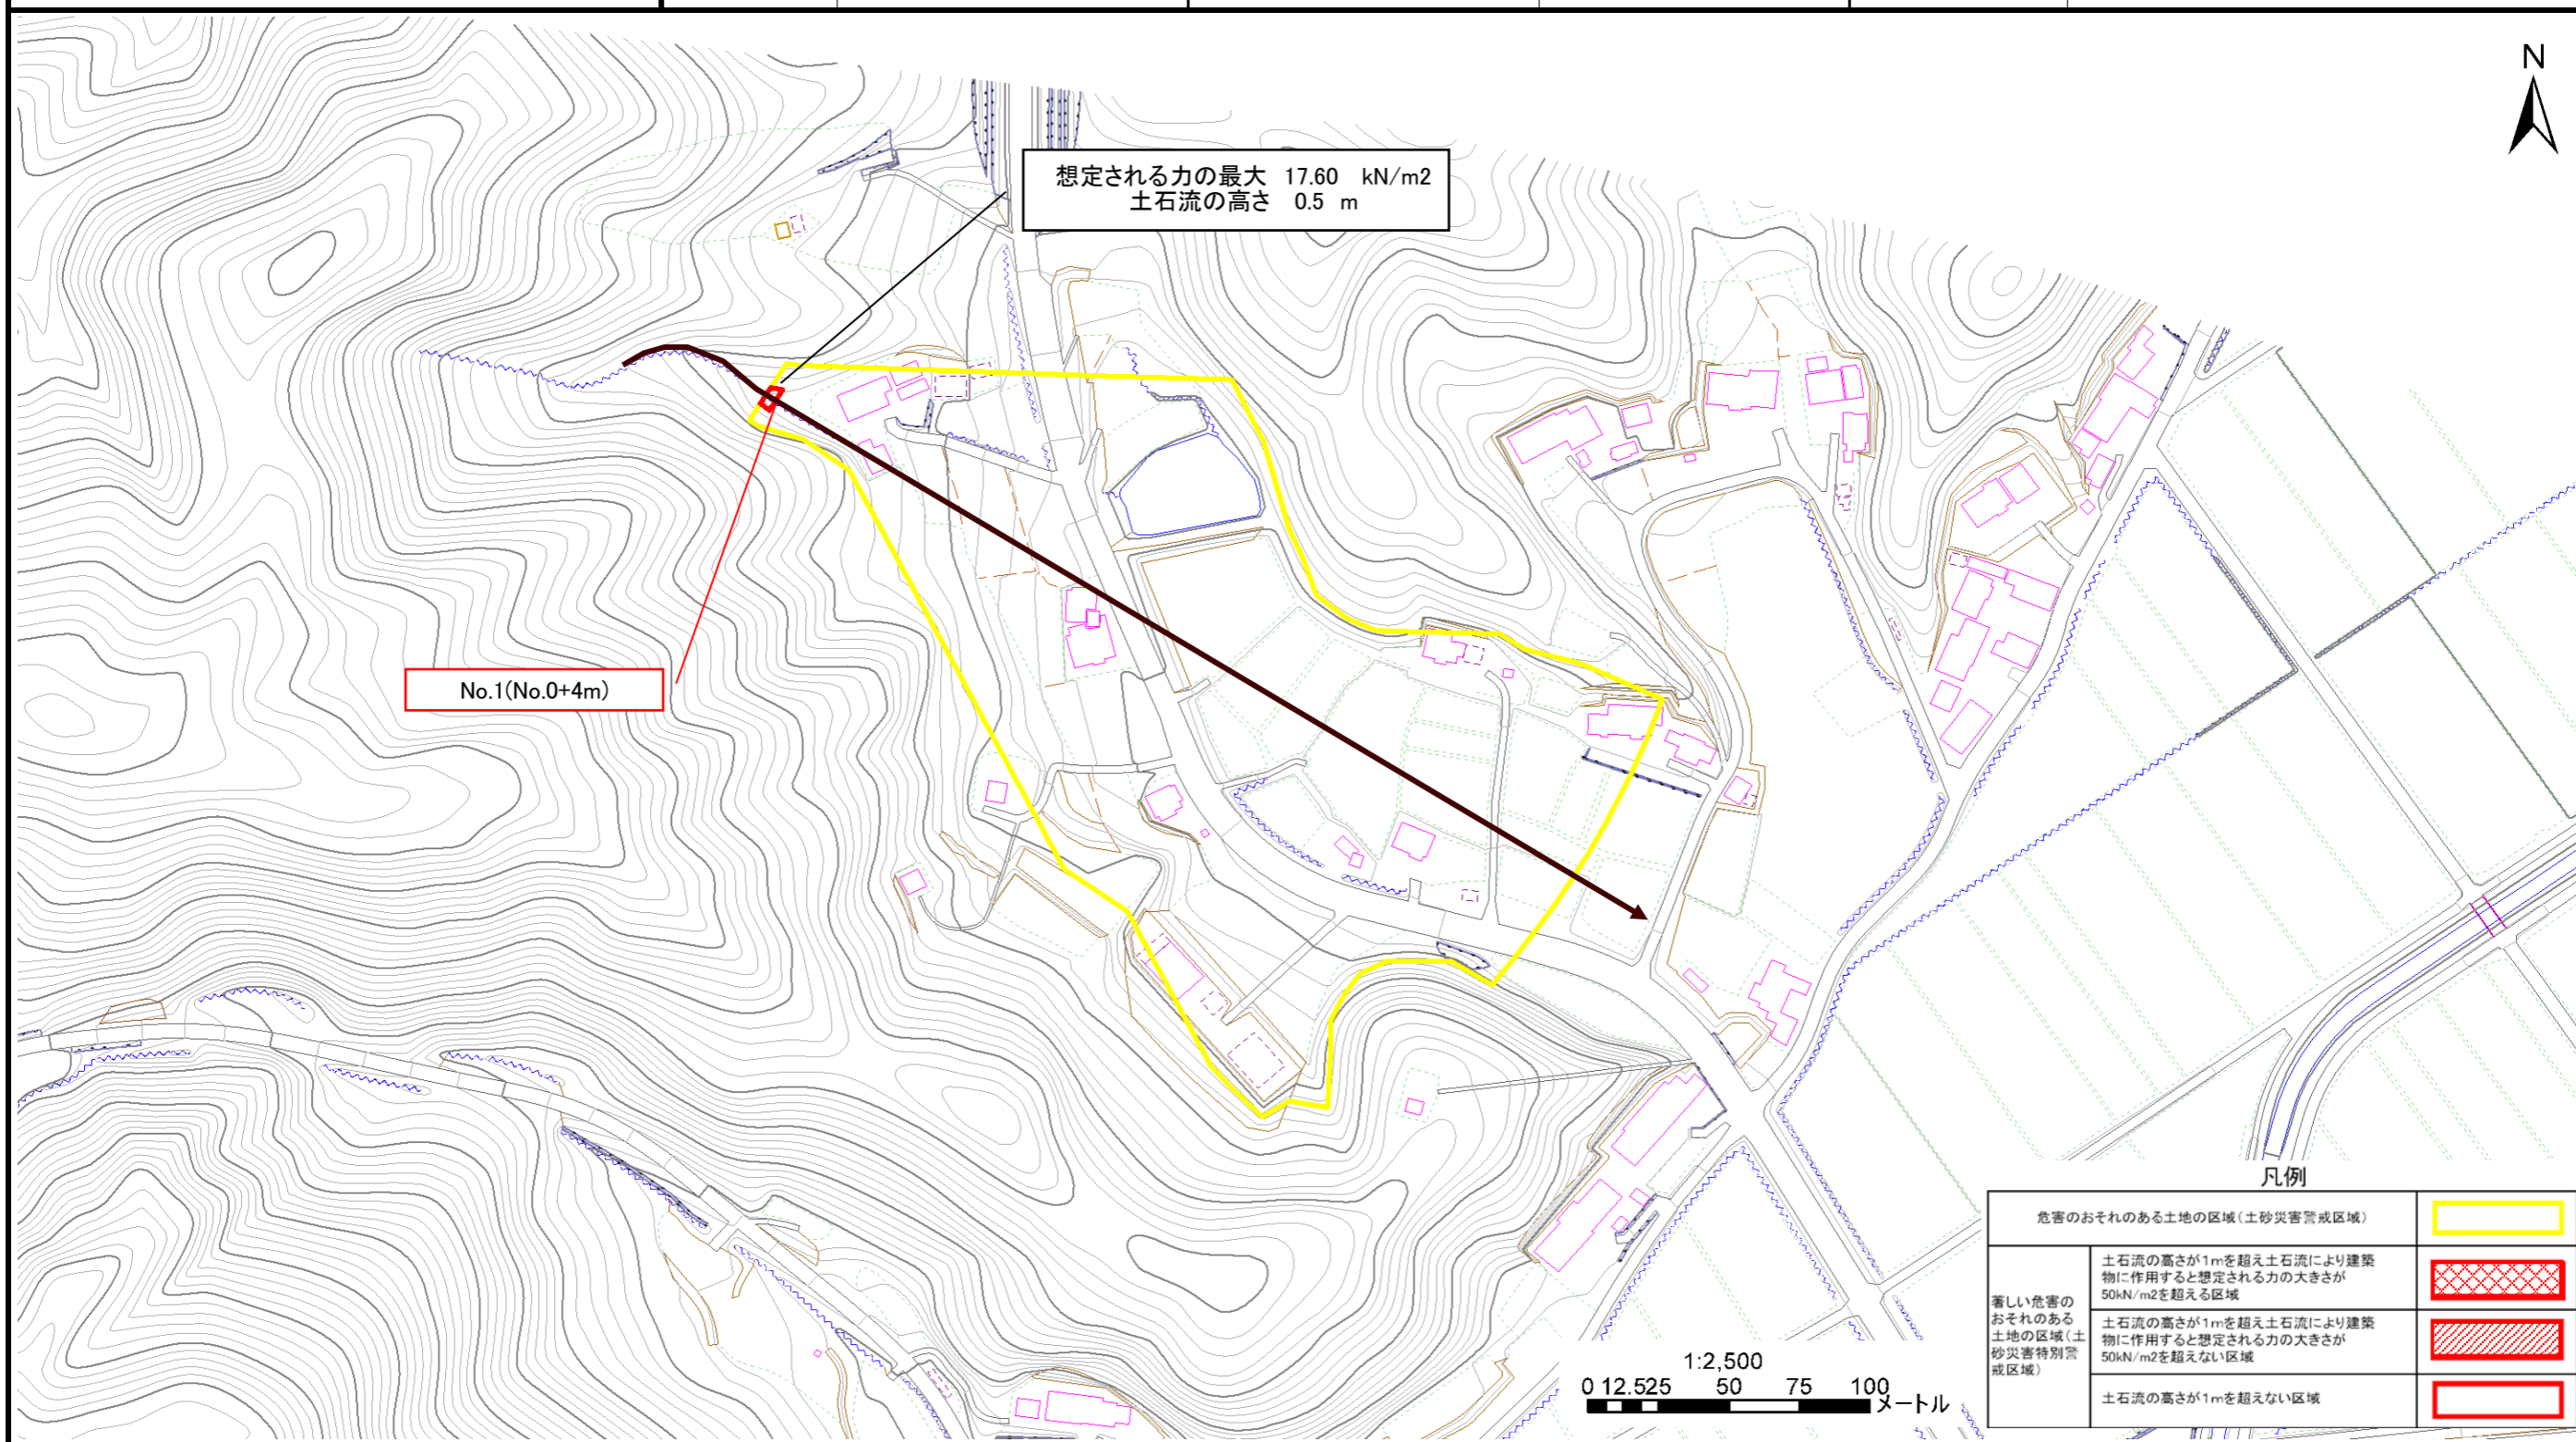 N
想定される力の最大 17.60 kN/m2
土石流の高さ 0.5 m
No.1(No.0+4m)
凡例
危害のおそれのある土地の区域(土砂災害警戒区域)
著しい危害の
おそれのある
土地の区域(土
砂災害特別警
戒区域)
土石流の高さが1mを超え土石流により建築
物に作用すると想定される力の大きさが
50kN/m2を超える区域
土石流の高さが1mを超え土石流により建築
物に作用すると想定される力の大きさが
50kN/m2を超えない区域
土石流の高さが1mを超えない区域
1:2,500
0 12.525 50 75 100
メートル